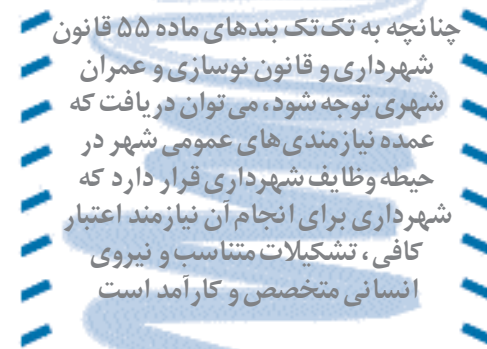 چنانچه به تک‌تک بندهای ماده ۵۵ قانون
شهرداری و قانون نوسازی و عمران
شهری توجه شود، می‌توان دریافت که
عمده نیازمندی‌های عمومی شهر در
حیطه وظایف شهرداری قرار دارد که
شهرداری برای انجام آن نیازمند اعتبار
کافی، تشکیلات متناسب و نیروی
انسانی متخصص و کارآمد است